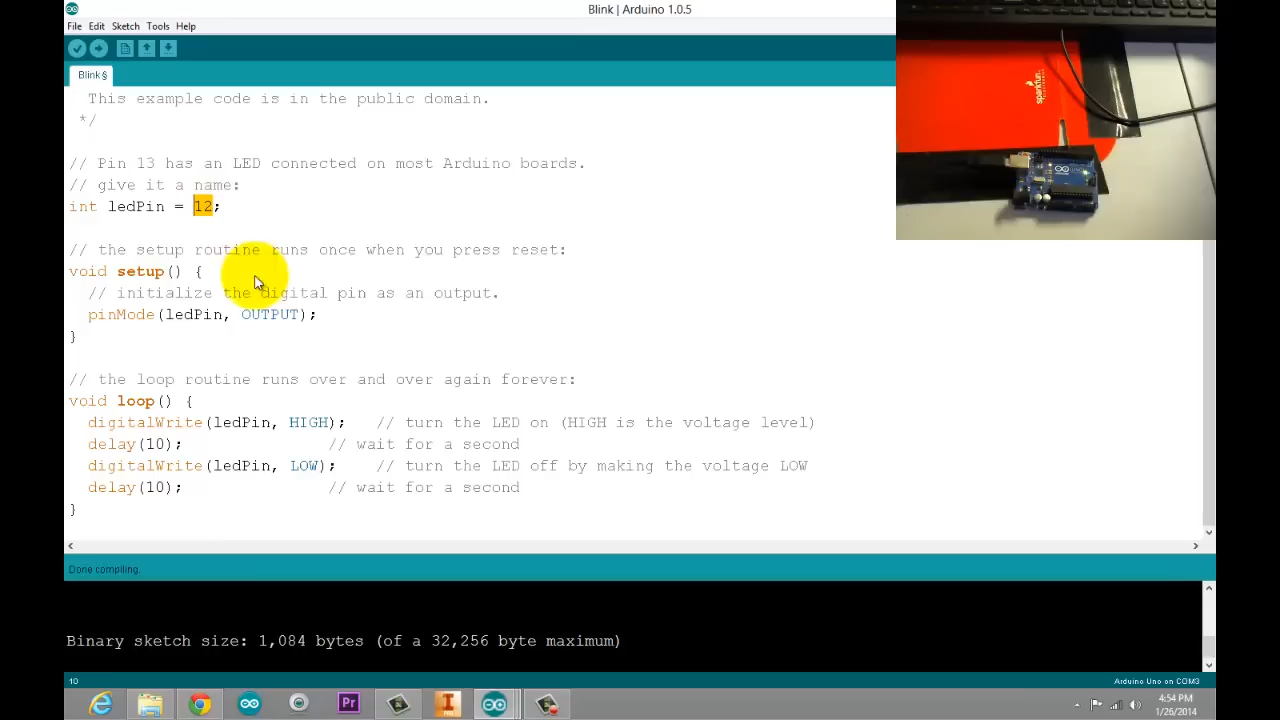 Blink | Arduino 1.0.5
File Edit Sketch Tools Help
Blink §
This example code is in the public domain.
*/
// Pin 13 has an LED connected on most Arduino boards.
// give it a name:
int ledPin = 12;
// the setup routine runs once when you press reset:
void setup() {
// initialize the digital pin as an output.
pinMode(ledPin, OUTPUT);
}
// the loop routine runs over and over again forever:
void loop() {
digitalWrite(ledPin, HIGH); // turn the LED on (HIGH is the voltage level)
delay(10); // wait for a second
digitalWrite(ledPin, LOW); // turn the LED off by making the voltage LOW
delay(10); // wait for a second
}
Done compiling.
Binary sketch size: 1,084 bytes (of a 32,256 byte maximum)
10
Arduino Uno on COM3
Pr
I
4:54 PM
1/26/2014
sparkfun
UNO